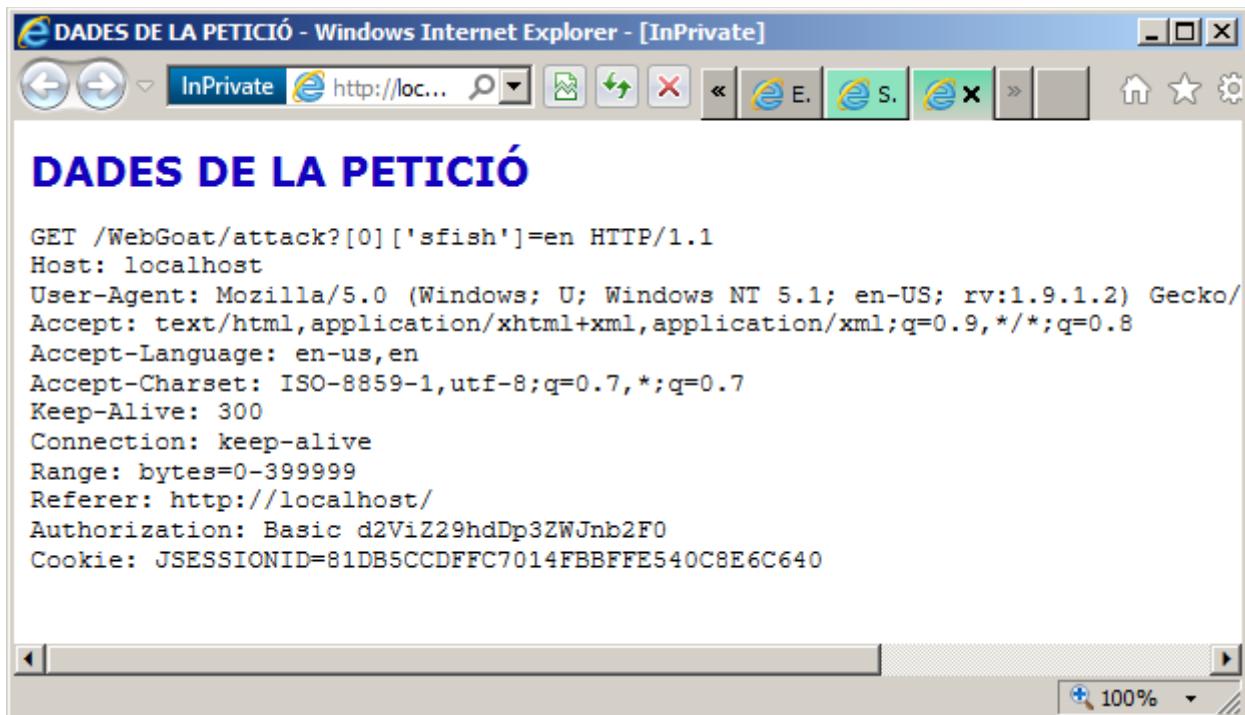 DADES DE LA PETICIÓ - Windows Internet Explorer - [InPrivate]
InPrivate http://loc... « E. S. »
DADES DE LA PETICIÓ
GET /WebGoat/attack?[0]['sfish']=en HTTP/1.1
Host: localhost
User-Agent: Mozilla/5.0 (Windows; U; Windows NT 5.1; en-US; rv:1.9.1.2) Gecko/
Accept: text/html,application/xhtml+xml,application/xml;q=0.9,*/*;q=0.8
Accept-Language: en-us,en
Accept-Charset: ISO-8859-1,utf-8;q=0.7,*;q=0.7
Keep-Alive: 300
Connection: keep-alive
Range: bytes=0-399999
Referer: http://localhost/
Authorization: Basic d2ViZ29hdDp3ZWJnb2F0
Cookie: JSESSIONID=81DB5CCDFFC7014FBBFFE540C8E6C640
100%